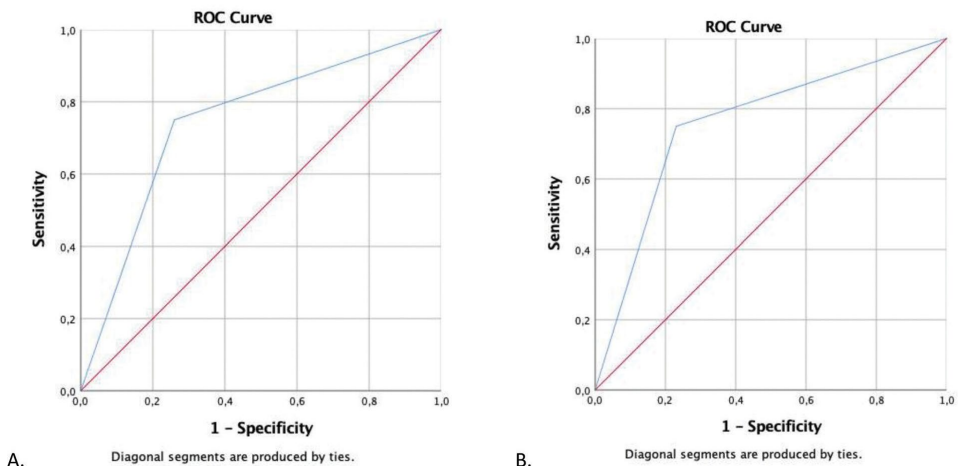 ROC Curve
1,0
0,8
0,6
0,4
0,2
0,0
Sensitivity
0,0 0,2 0,4 0,6 0,8 1,0
1 – Specificity
Diagonal segments are produced by ties.
A.
ROC Curve
1,0
0,8
0,6
0,4
0,2
0,0
Sensitivity
0,0 0,2 0,4 0,6 0,8 1,0
1 – Specificity
Diagonal segments are produced by ties.
B.